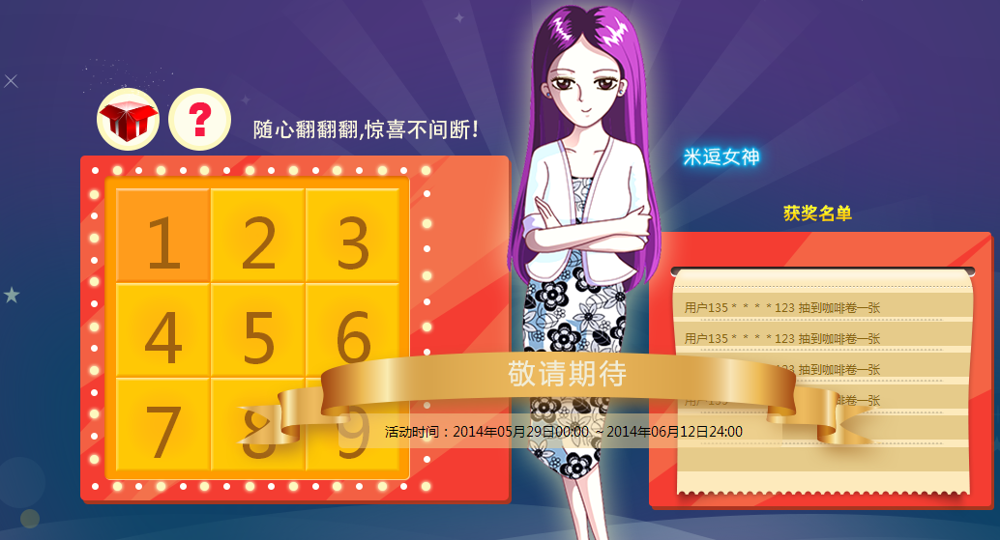 ?
随心翻翻翻,惊喜不间断!
米逗女神
获奖名单
1 2 3
4 5 6
7 8 9
用户135＊＊＊＊123 抽到咖啡卷一张
用户135＊＊＊＊123 抽到咖啡卷一张
123 抽到咖啡卷一张
用户135 啡卷一张
敬请期待
活动时间：2014年05月29日00:00 ～2014年06月12日24:00